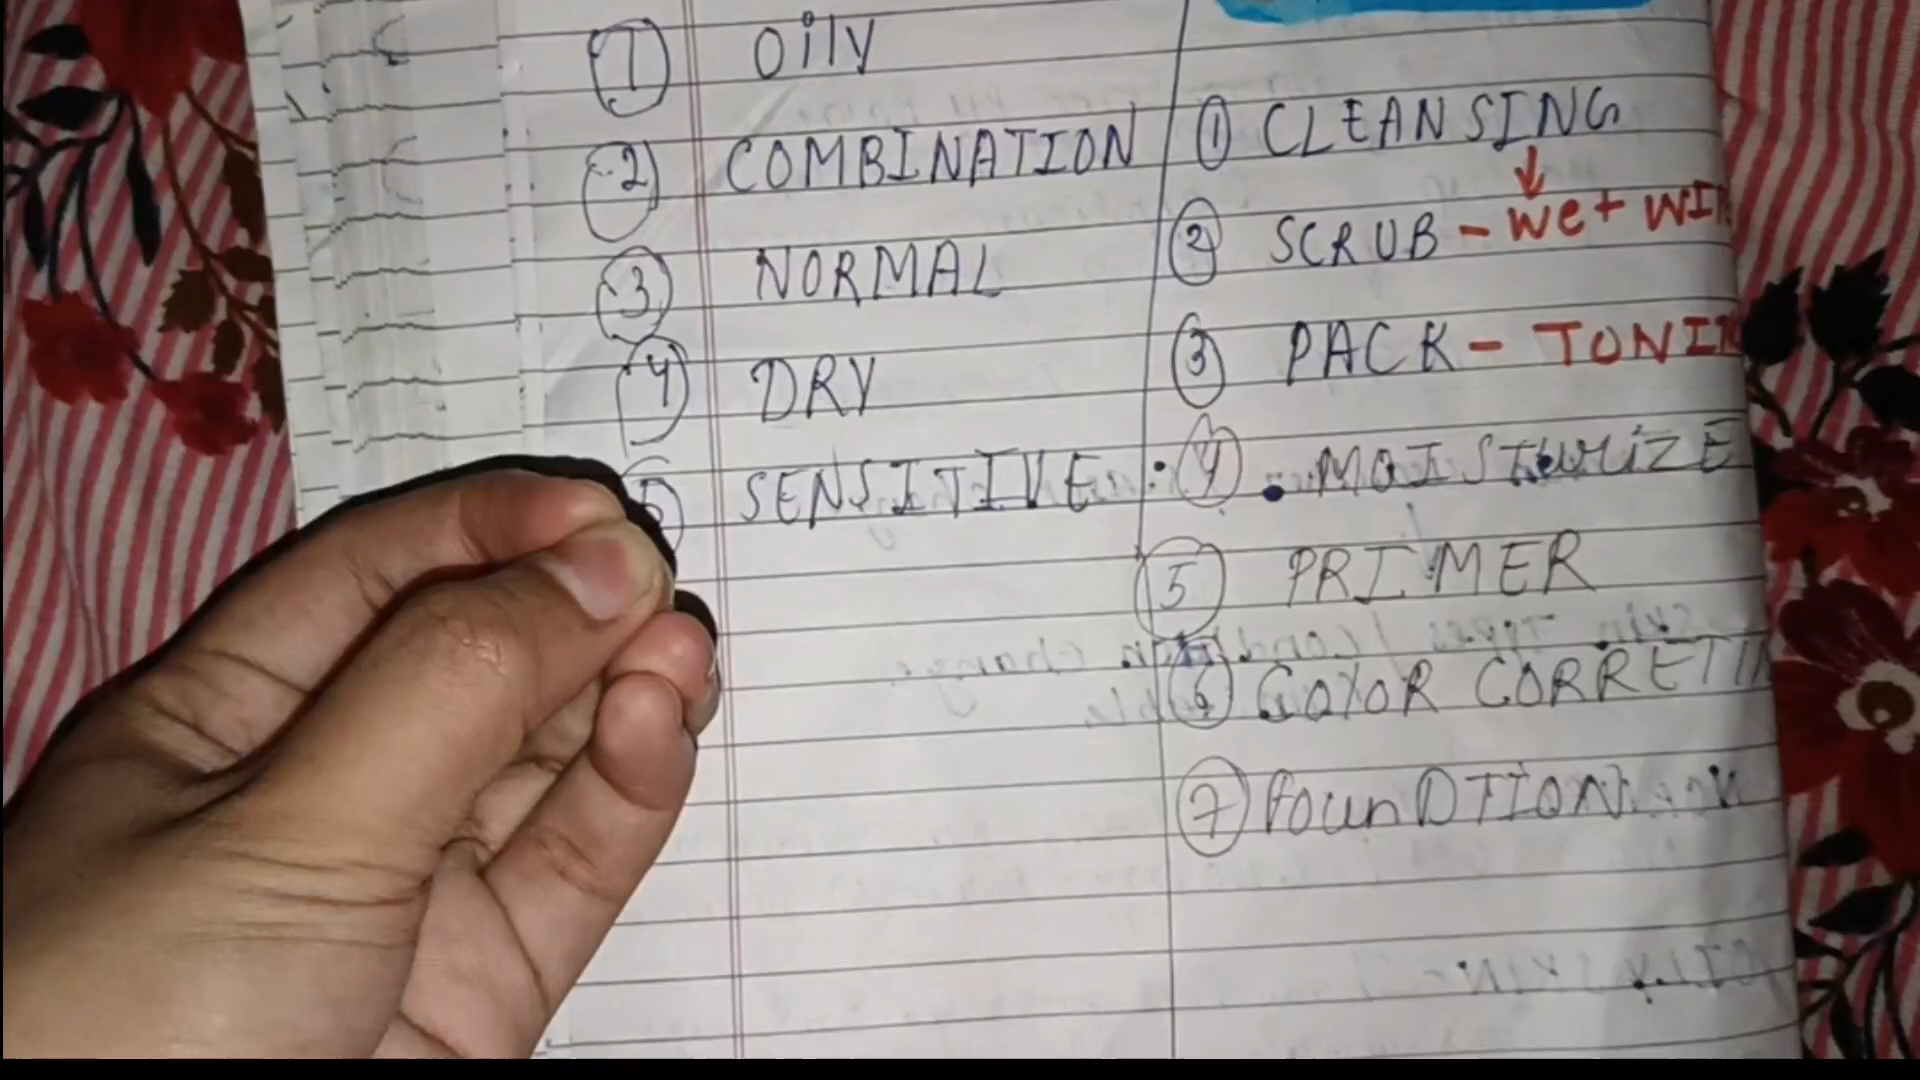 1 Oily
2 COMBINATION
3 NORMAL
4 DRY
5 SENSITIVE
1 CLEANSING
2 SCRUB - wet
3 PACK - TONI
4 MOISTURIZE
5 PRIMER
6 COLOR CORRETI
7 FounDTION